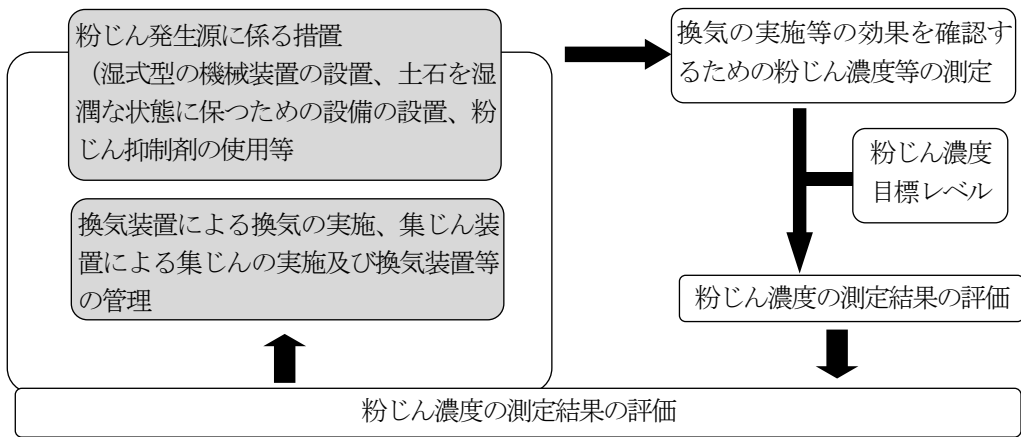 粉じん発生源に係る措置
（湿式型の機械装置の設置、土石を湿
潤な状態に保つための設備の設置、粉
じん抑制剤の使用等
換気装置による換気の実施、集じん装
置による集じんの実施及び換気装置等
の管理
換気の実施等の効果を確認す
るための粉じん濃度等の測定
粉じん濃度
目標レベル
粉じん濃度の測定結果の評価
粉じん濃度の測定結果の評価